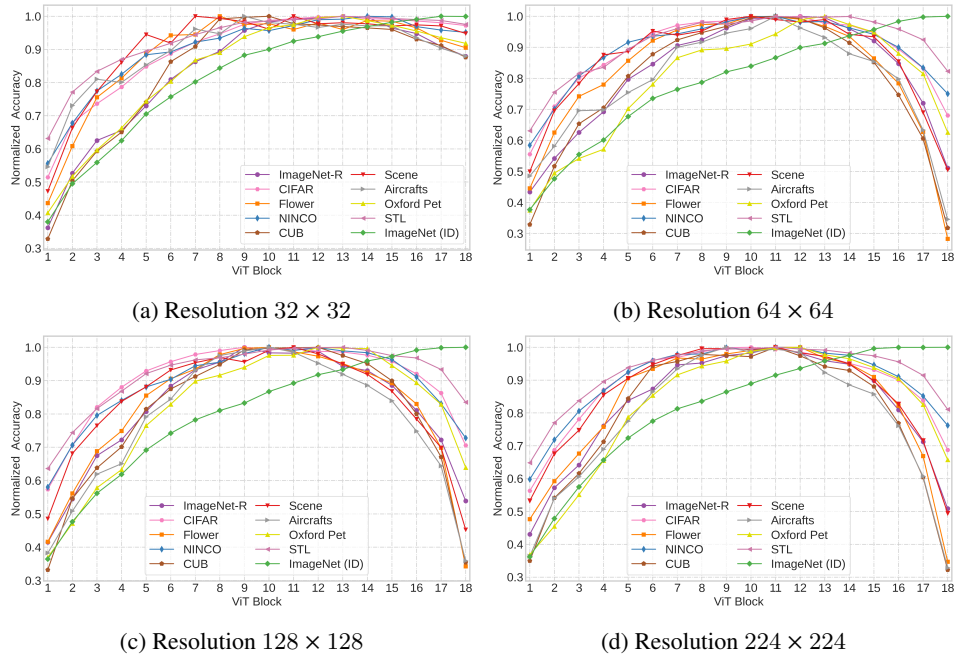 Normalized Accuracy
1.0
0.9
0.8
0.7
0.6
0.5
0.4
0.3
ImageNet-R
CIFAR
Flower
NINCO
CUB
Scene
Aircrafts
Oxford Pet
STL
ImageNet (ID)
1 2 3 4 5 6 7 8 9 10 11 12 13 14 15 16 17 18
ViT Block
(a) Resolution 32 × 32
Normalized Accuracy
1.0
0.9
0.8
0.7
0.6
0.5
0.4
0.3
ImageNet-R
CIFAR
Flower
NINCO
CUB
Scene
Aircrafts
Oxford Pet
STL
ImageNet (ID)
1 2 3 4 5 6 7 8 9 10 11 12 13 14 15 16 17 18
ViT Block
(b) Resolution 64 × 64
Normalized Accuracy
1.0
0.9
0.8
0.7
0.6
0.5
0.4
0.3
ImageNet-R
CIFAR
Flower
NINCO
CUB
Scene
Aircrafts
Oxford Pet
STL
ImageNet (ID)
1 2 3 4 5 6 7 8 9 10 11 12 13 14 15 16 17 18
ViT Block
(c) Resolution 128 × 128
Normalized Accuracy
1.0
0.9
0.8
0.7
0.6
0.5
0.4
0.3
ImageNet-R
CIFAR
Flower
NINCO
CUB
Scene
Aircrafts
Oxford Pet
STL
ImageNet (ID)
1 2 3 4 5 6 7 8 9 10 11 12 13 14 15 16 17 18
ViT Block
(d) Resolution 224 × 224